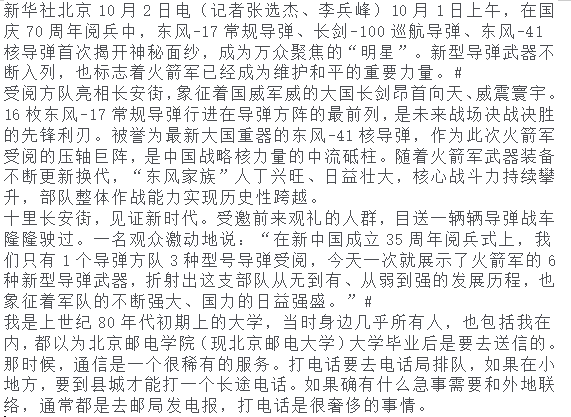 新华社北京10月2日电（记者张选杰、李兵峰）10月1日上午，在国
庆70周年阅兵中，东风-17常规导弹、长剑-100巡航导弹、东风-41
核导弹首次揭开神秘面纱，成为万众聚焦的“明星”。新型导弹武器不
断入列，也标志着火箭军已经成为维护和平的重要力量。#
受阅方队亮相长安街，象征着国威军威的大国长剑昂首向天、威震寰宇。
16枚东风-17常规导弹行进在导弹方阵的最前列，是未来战场决战决胜
的先锋利刃。被誉为最新大国重器的东风-41核导弹，作为此次火箭军
受阅的压轴巨阵，是中国战略核力量的中流砥柱。随着火箭军武器装备
不断更新换代，“东风家族”人丁兴旺、日益壮大，核心战斗力持续攀
升，部队整体作战能力实现历史性跨越。
十里长安街，见证新时代。受邀前来观礼的人群，目送一辆辆导弹战车
隆隆驶过。一名观众激动地说：“在新中国成立35周年阅兵式上，我
们只有1个导弹方队3种型号导弹受阅，今天一次就展示了火箭军的6
种新型导弹武器，折射出这支部队从无到有、从弱到强的发展历程，也
象征着军队的不断强大、国力的日益强盛。”#
我是上世纪80年代初期上的大学，当时身边几乎所有人，也包括我在
内，都以为北京邮电学院（现北京邮电大学）大学毕业后是要去送信的。
那时候，通信是一个很稀有的服务。打电话要去电话局排队，如果在小
地方，要到县城才能打一个长途电话。如果确有什么急事需要和外地联
络，通常都是去邮局发电报，打电话是很奢侈的事情。